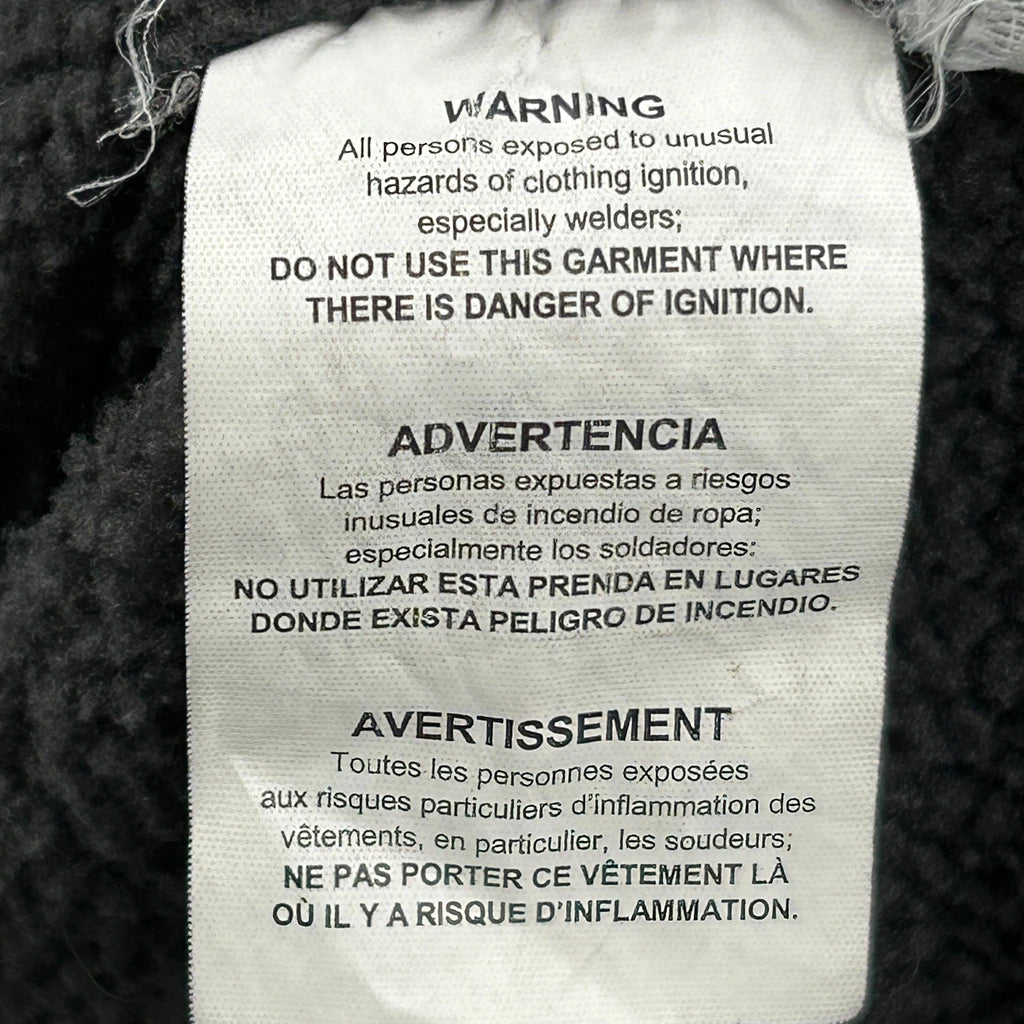 WARNING
All persons exposed to unusual
hazards of clothing ignition,
especially welders;
DO NOT USE THIS GARMENT WHERE
THERE IS DANGER OF IGNITION.
ADVERTENCIA
Las personas expuestas a riesgos
inusuales de incendio de ropa;
especialmente los soldadores:
NO UTILIZAR ESTA PRENDA EN LUGARES
DONDE EXISTA PELIGRO DE INCENDIO.
AVERTISSEMENT
Toutes les personnes exposées
aux risques particuliers d'inflammation des
vêtements, en particulier, les soudeurs;
NE PAS PORTER CE VÊTEMENT LÀ
OÙ IL Y A RISQUE D'INFLAMMATION.